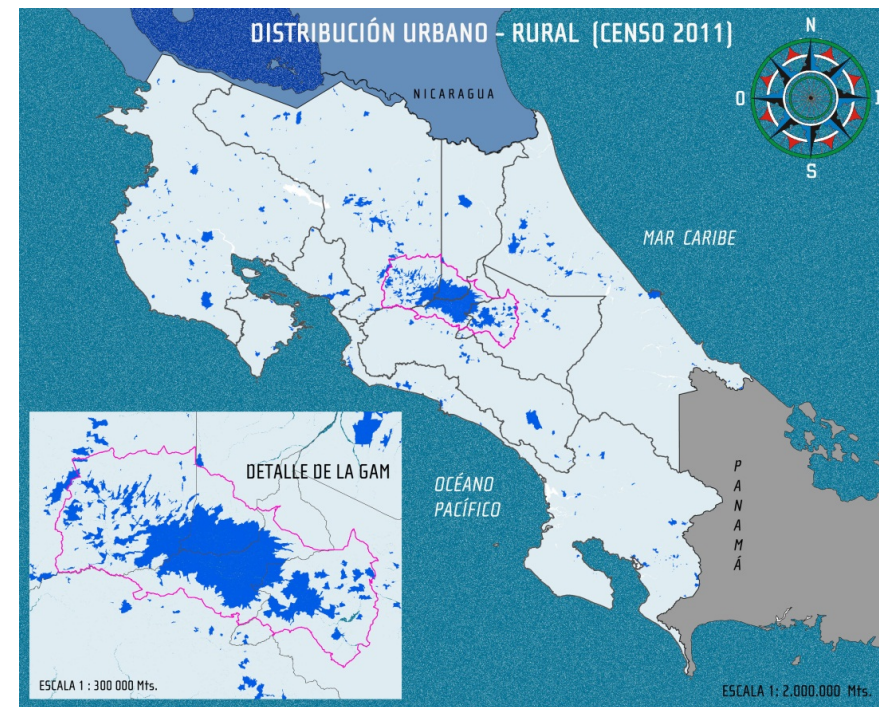 DISTRIBUCIÓN URBANO - RURAL (CENSO 2011)
N
NICARAGUA
O
S
MAR CARIBE
DETALLE DE LA GAM
OCÉANO
PACÍFICO
PANAMÁ
ESCALA 1 : 300 000 Mts.
ESCALA 1: 2.000.000 Mts.